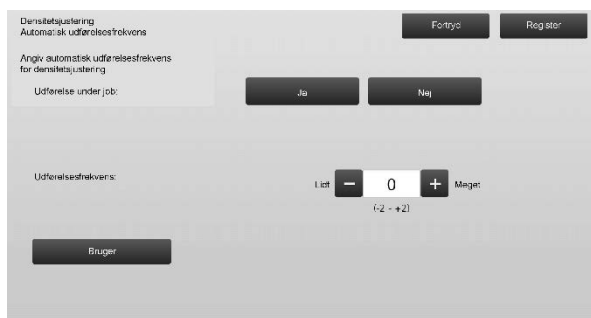 Densitetsjustering
Automatisk udførelsesfrekvens
Fortryd
Register
Angiv automatisk udførelsesfrekvens
for densitetsjustering
Udførelse under job:
Ja
Nej
Udførelsesfrekvens:
Lidt − 0 + Meget
(-2 - +2)
Bruger